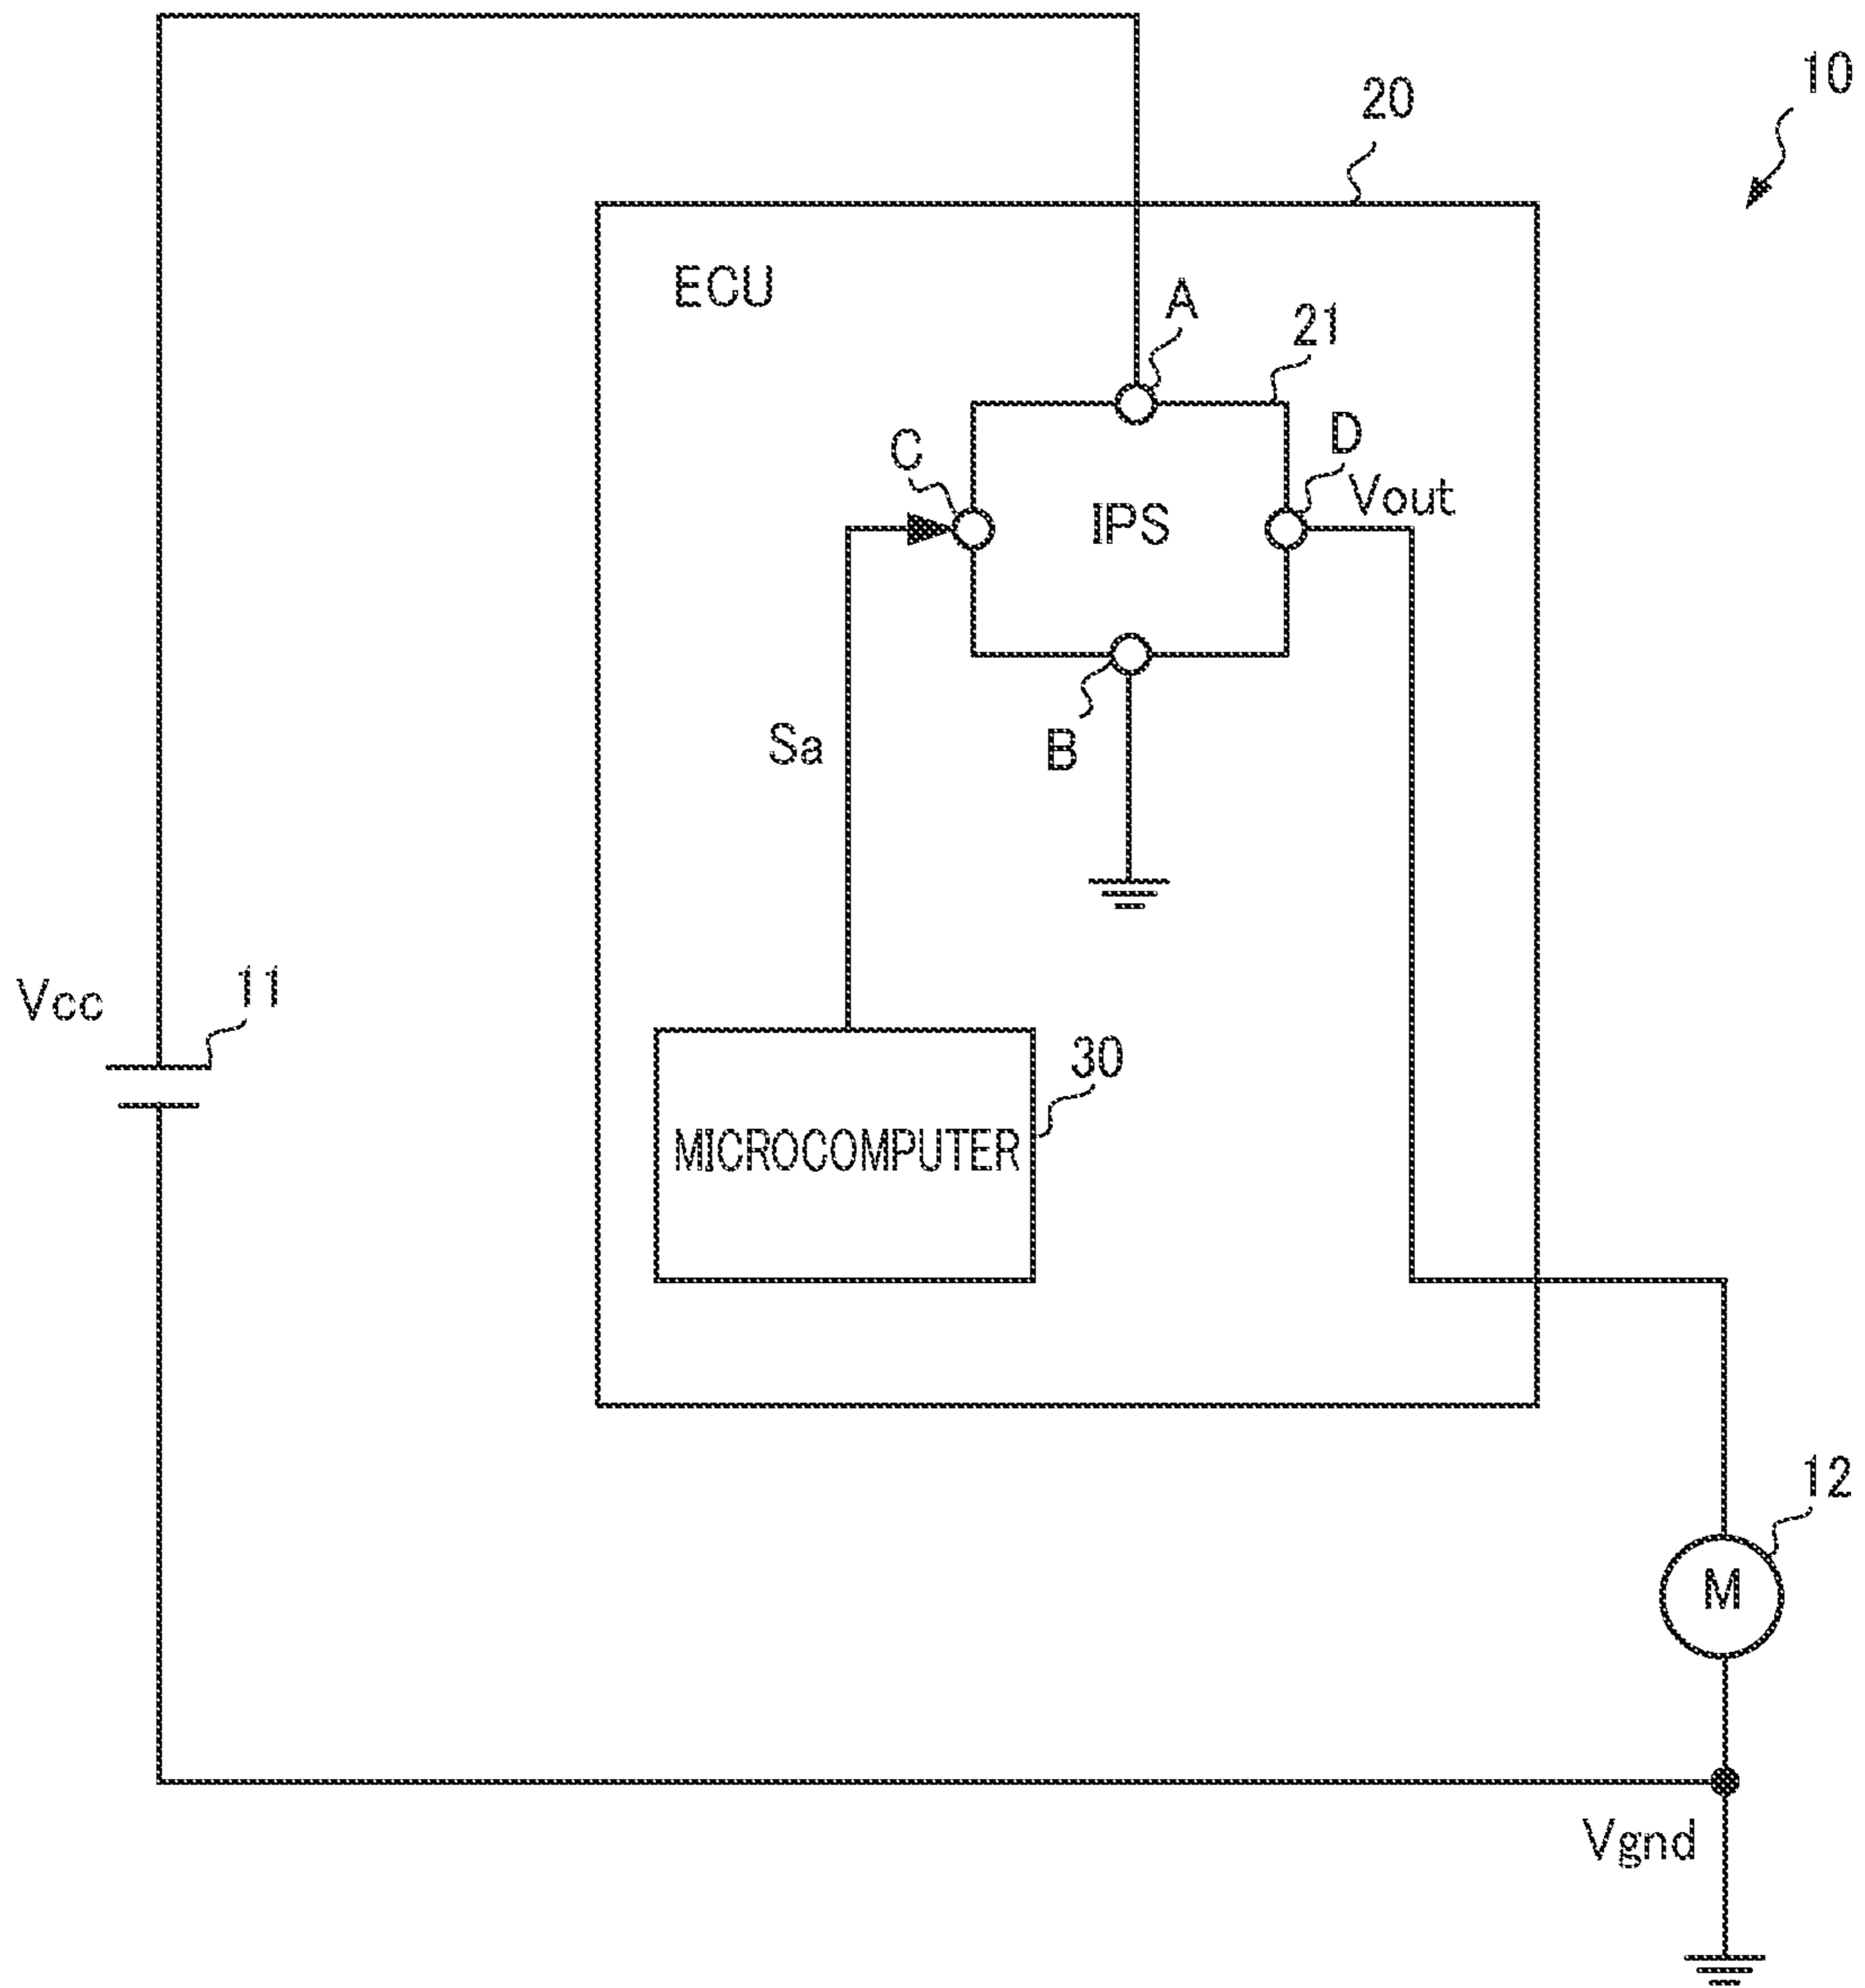 10
20
ECU
A
21
C
D
IPS
Vout
Sa
B
Vcc
11
30
MICROCOMPUTER
12
M
Vgnd